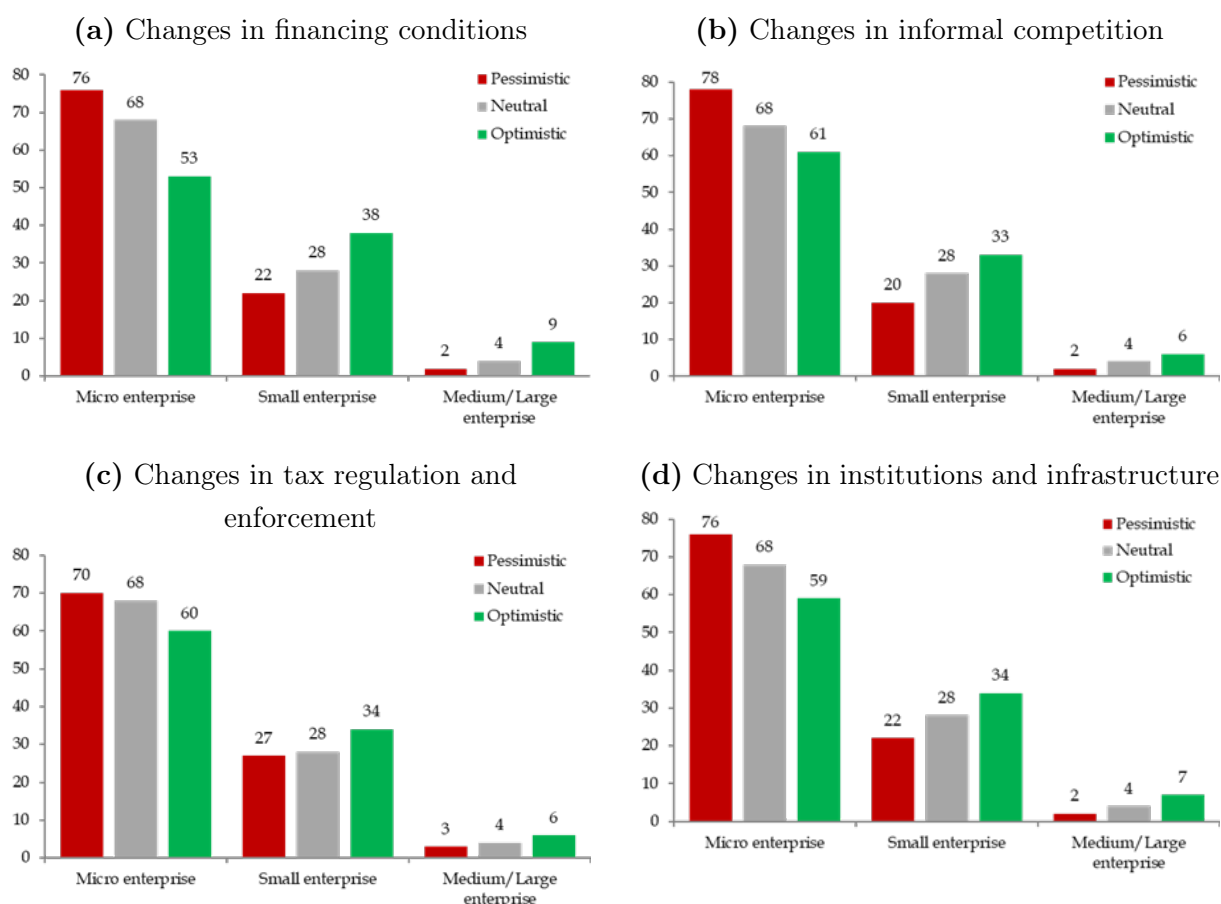 (a) Changes in financing conditions
80
70
60
50
40
30
20
10
0
76
68
53
22
28
38
2
4
9
Pessimistic
Neutral
Optimistic
Micro enterprise
Small enterprise
Medium/Large
enterprise
(b) Changes in informal competition
80
70
60
50
40
30
20
10
0
78
68
61
20
28
33
2
4
6
Pessimistic
Neutral
Optimistic
Micro enterprise
Small enterprise
Medium/Large
enterprise
(c) Changes in tax regulation and
enforcement
80
70
60
50
40
30
20
10
0
70
68
60
27
28
34
3
4
6
Pessimistic
Neutral
Optimistic
Micro enterprise
Small enterprise
Medium/Large
enterprise
(d) Changes in institutions and infrastructure
80
70
60
50
40
30
20
10
0
76
68
59
22
28
34
2
4
7
Pessimistic
Neutral
Optimistic
Micro enterprise
Small enterprise
Medium/Large
enterprise